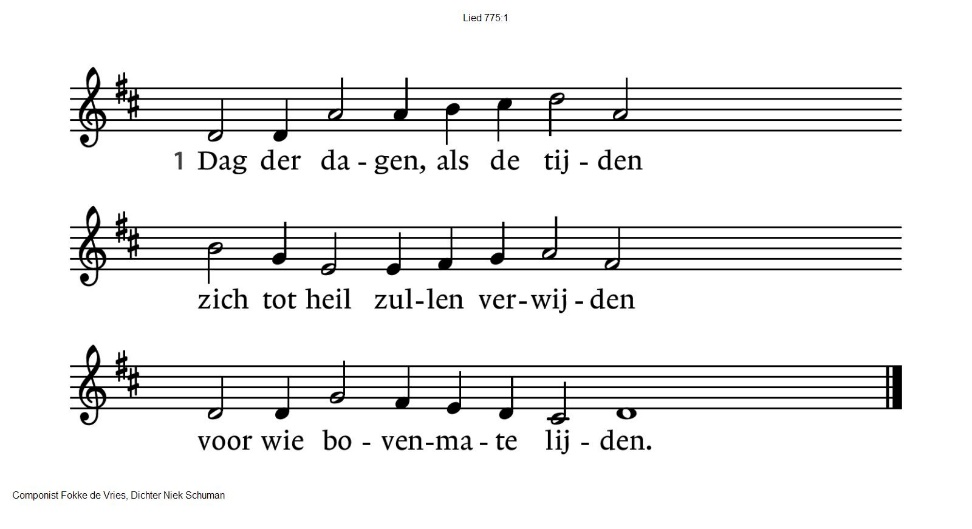 Lied 775:1
1 Dag der da - gen, als de tij - den
zich tot heil zul-len ver-wij - den
voor wie bo - ven-ma - te lij - den.
Componist Fokke de Vries, Dichter Niek Schuman